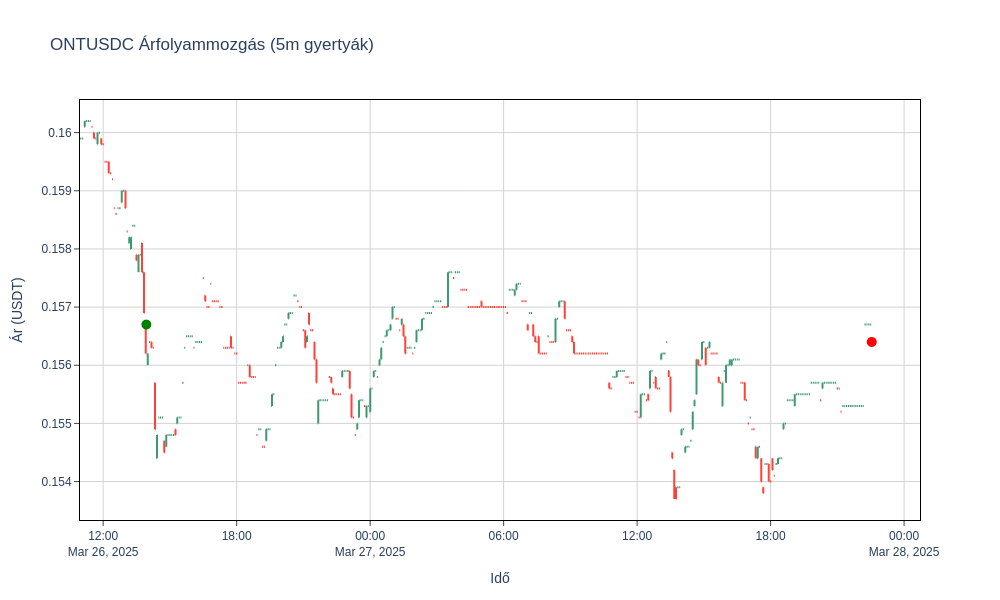 ONTUSDC Árfolyammozgás (5m gyertyák)
0.16
0.159
0.158
0.157
0.156
0.155
0.154
Ár (USDT)
12:00
Mar 26, 2025
18:00
00:00
Mar 27, 2025
06:00
12:00
18:00
00:00
Mar 28, 2025
Idő